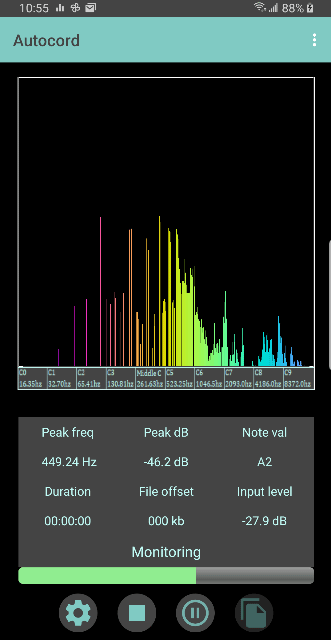 10:55 88%
Autocord
C0 C1 C2 C3 Middle C C5 C6 C7 C8 C9
16.35hz 32.70hz 65.41hz 130.81hz 261.63hz 523.25hz 1046.5hz 2093.0hz 4186.0hz 8372.0hz
Peak freq Peak dB Note val
449.24 Hz -46.2 dB A2
Duration File offset Input level
00:00:00 000 kb -27.9 dB
Monitoring